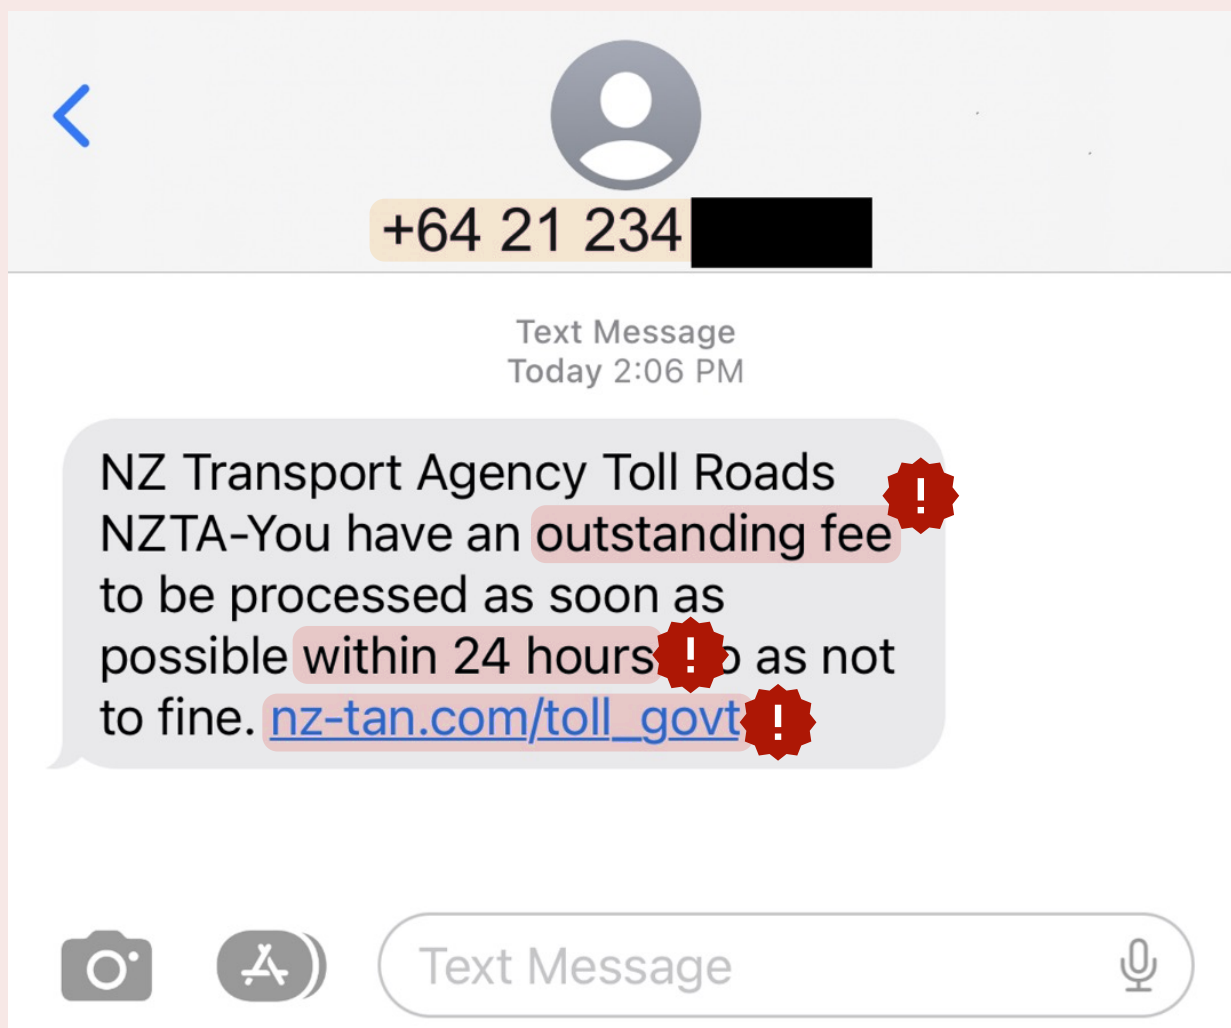 +64 21 234
Text Message
Today 2:06 PM
NZ Transport Agency Toll Roads
NZTA-You have an outstanding fee
to be processed as soon as
possible within 24 hours as not
to fine. nz-tan.com/toll_govt
Text Message